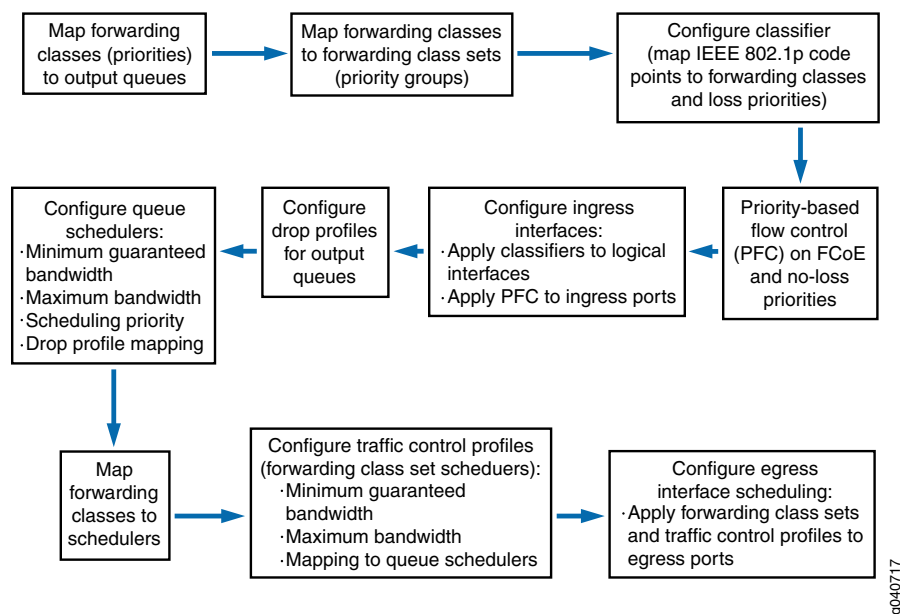 Map forwarding
classes (priorities)
to output queues
Map forwarding classes
to forwarding class sets
(priority groups)
Configure classifier
(map IEEE 802.1p code
points to forwarding classes
and loss priorities)
Priority-based
flow control
(PFC) on FCoE
and no-loss
priorities
Configure ingress
interfaces:
·Apply classifiers to logical
interfaces
·Apply PFC to ingress ports
Configure
drop profiles
for output
queues
Configure queue
schedulers:
·Minimum guaranteed
bandwidth
·Maximum bandwidth
·Scheduling priority
·Drop profile mapping
Map
forwarding
classes to
schedulers
Configure traffic control profiles
(forwarding class set scheduers):
·Minimum guaranteed
bandwidth
·Maximum bandwidth
·Mapping to queue schedulers
Configure egress
interface scheduling:
·Apply forwarding class sets
and traffic control profiles to
egress ports
g040717